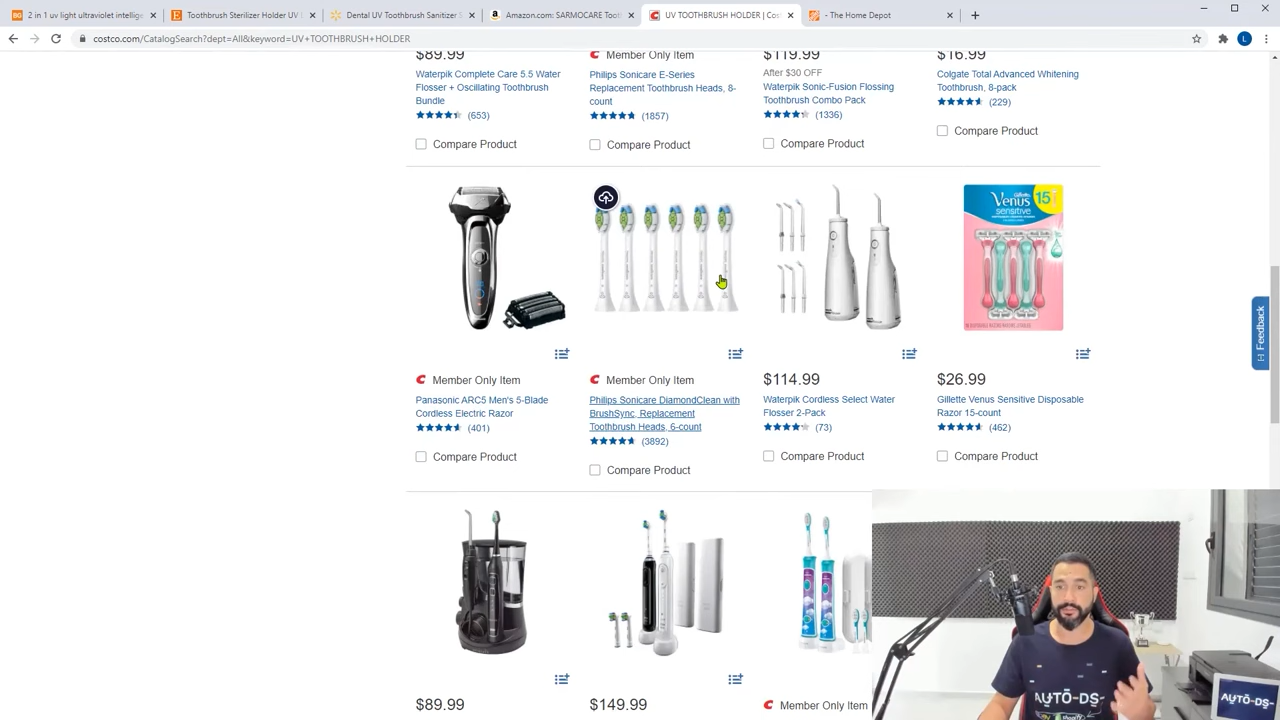 2 in 1 uv light ultraviolet intellige
Toothbrush Sterilizer Holder UV
Dental UV Toothbrush Sanitizer S
Amazon.com: SARMOCARE Toot
UV TOOTHBRUSH HOLDER | Cos
- The Home Depot
costco.com/CatalogSearch?dept=All&keyword=UV+TOOTHBRUSH+HOLDER
L
$89.99
Waterpik Complete Care 5.5 Water
Flosser + Oscillating Toothbrush
Bundle
(653)
Compare Product
Member Only Item
Philips Sonicare E-Series
Replacement Toothbrush Heads, 8-
count
(1857)
Compare Product
$119.99
After $30 OFF
Waterpik Sonic-Fusion Flossing
Toothbrush Combo Pack
(1336)
Compare Product
$16.99
Colgate Total Advanced Whitening
Toothbrush, 8-pack
(229)
Compare Product
Venus
sensitive
15
Member Only Item
Panasonic ARC5 Men's 5-Blade
Cordless Electric Razor
(401)
Compare Product
Member Only Item
Philips Sonicare DiamondClean with
BrushSync, Replacement
Toothbrush Heads, 6-count
(3892)
Compare Product
$114.99
Waterpik Cordless Select Water
Flosser 2-Pack
(73)
Compare Product
$26.99
Gillette Venus Sensitive Disposable
Razor 15-count
(462)
Compare Product
[-] Feedback
$89.99
$149.99
Member Only Item
AUTO-DS-
AUTO-DS-